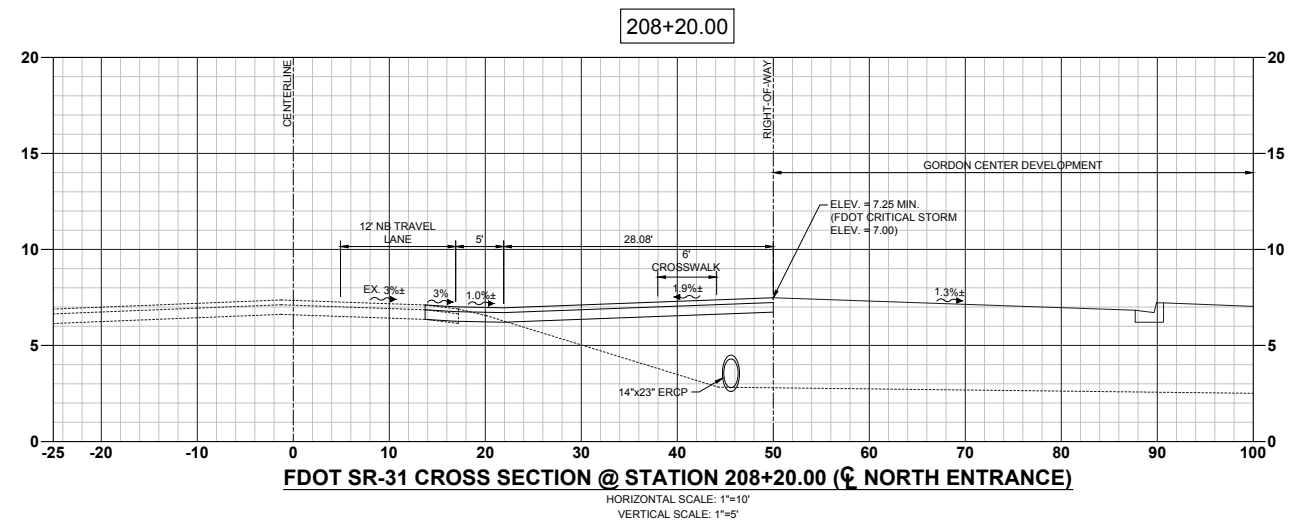 208+20.00
20
20
CENTERLINE
RIGHT-OF-WAY
15
15
GORDON CENTER DEVELOPMENT
12' NB TRAVEL
LANE
5'
28.08'
ELEV. = 7.25 MIN.
(FDOT CRITICAL STORM
ELEV. = 7.00)
10
10
6'
CROSSWALK
EX. 3%±
3%
1.0%±
1.9%±
1.3%±
5
5
14"x23" ERCP
0
0
-25 -20 -10 0 10 20 30 40 50 60 70 80 90 100
FDOT SR-31 CROSS SECTION @ STATION 208+20.00 (℄ NORTH ENTRANCE)
HORIZONTAL SCALE: 1"=10'
VERTICAL SCALE: 1"=5'